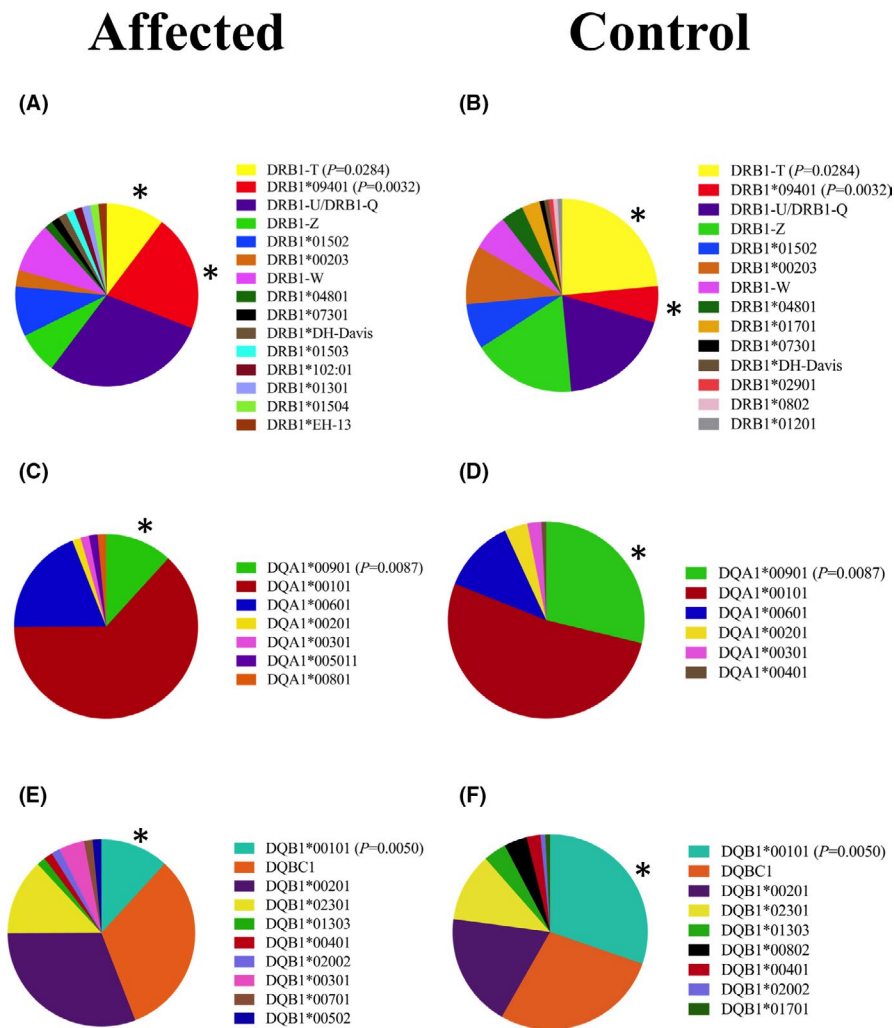 Affected
Control
(A)
*
*
DRB1-T (P=0.0284)
DRB1*09401 (P=0.0032)
DRB1-U/DRB1-Q
DRB1-Z
DRB1*01502
DRB1*00203
DRB1-W
DRB1*04801
DRB1*07301
DRB1*DH-Davis
DRB1*01503
DRB1*102:01
DRB1*01301
DRB1*01504
DRB1*EH-13
(B)
*
*
DRB1-T (P=0.0284)
DRB1*09401 (P=0.0032)
DRB1-U/DRB1-Q
DRB1-Z
DRB1*01502
DRB1*00203
DRB1-W
DRB1*04801
DRB1*01701
DRB1*07301
DRB1*DH-Davis
DRB1*02901
DRB1*0802
DRB1*01201
(C)
*
DQA1*00901 (P=0.0087)
DQA1*00101
DQA1*00601
DQA1*00201
DQA1*00301
DQA1*005011
DQA1*00801
(D)
*
DQA1*00901 (P=0.0087)
DQA1*00101
DQA1*00601
DQA1*00201
DQA1*00301
DQA1*00401
(E)
*
DQB1*00101 (P=0.0050)
DQBC1
DQB1*00201
DQB1*02301
DQB1*01303
DQB1*00401
DQB1*02002
DQB1*00301
DQB1*00701
DQB1*00502
(F)
*
DQB1*00101 (P=0.0050)
DQBC1
DQB1*00201
DQB1*02301
DQB1*01303
DQB1*00802
DQB1*00401
DQB1*02002
DQB1*01701